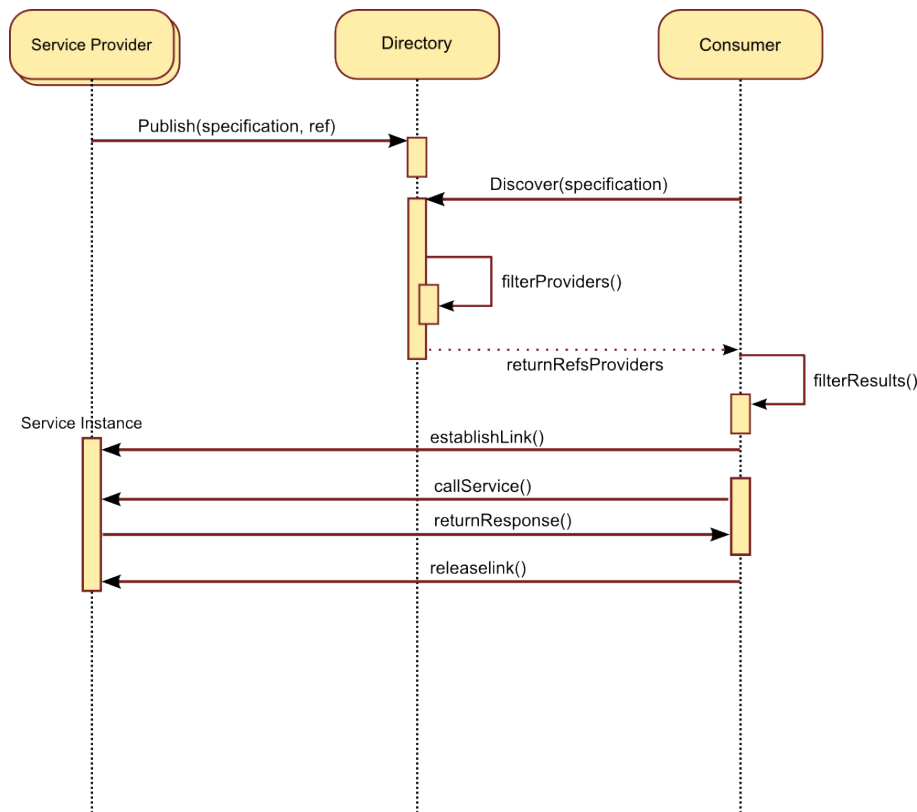 Service Provider
Directory
Consumer
Publish(specification, ref)
Discover(specification)
filterProviders()
returnRefsProviders
filterResults()
Service Instance
establishLink()
callService()
returnResponse()
releaselink()